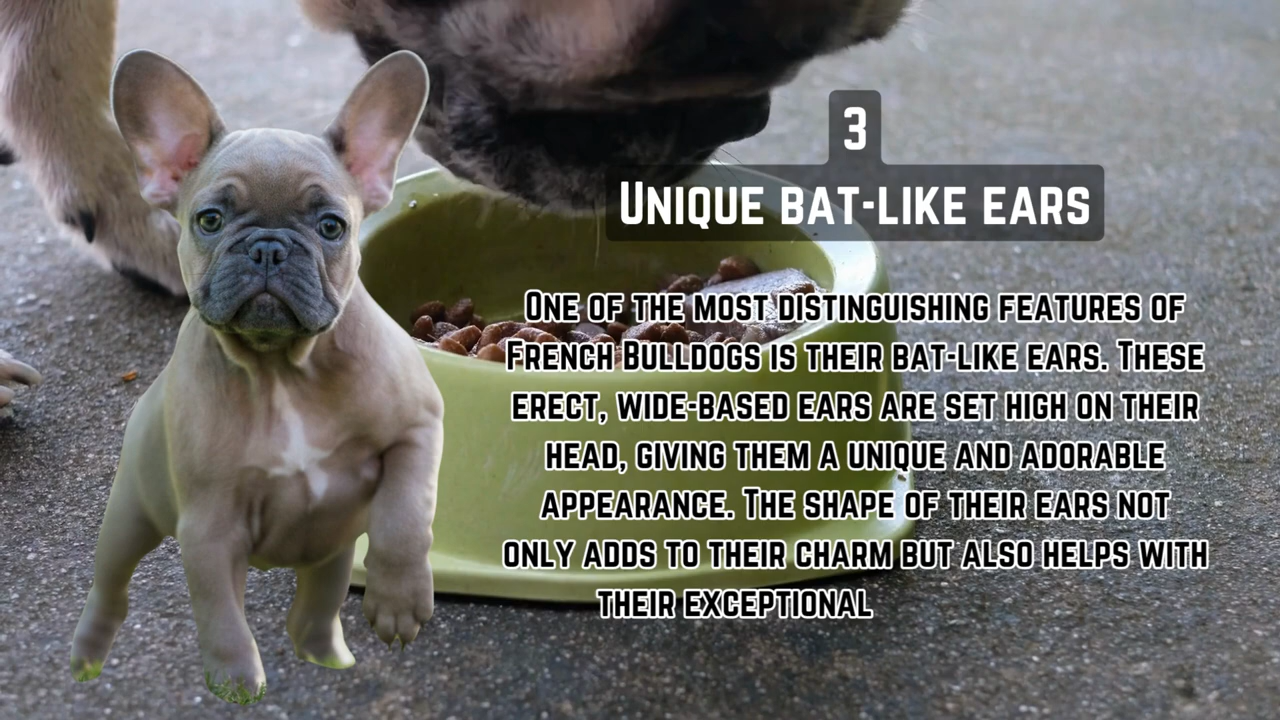 3
Unique bat-like ears
One of the most distinguishing features of
French Bulldogs is their bat-like ears. These
erect, wide-based ears are set high on their
head, giving them a unique and adorable
appearance. The shape of their ears not
only adds to their charm but also helps with
their exceptional